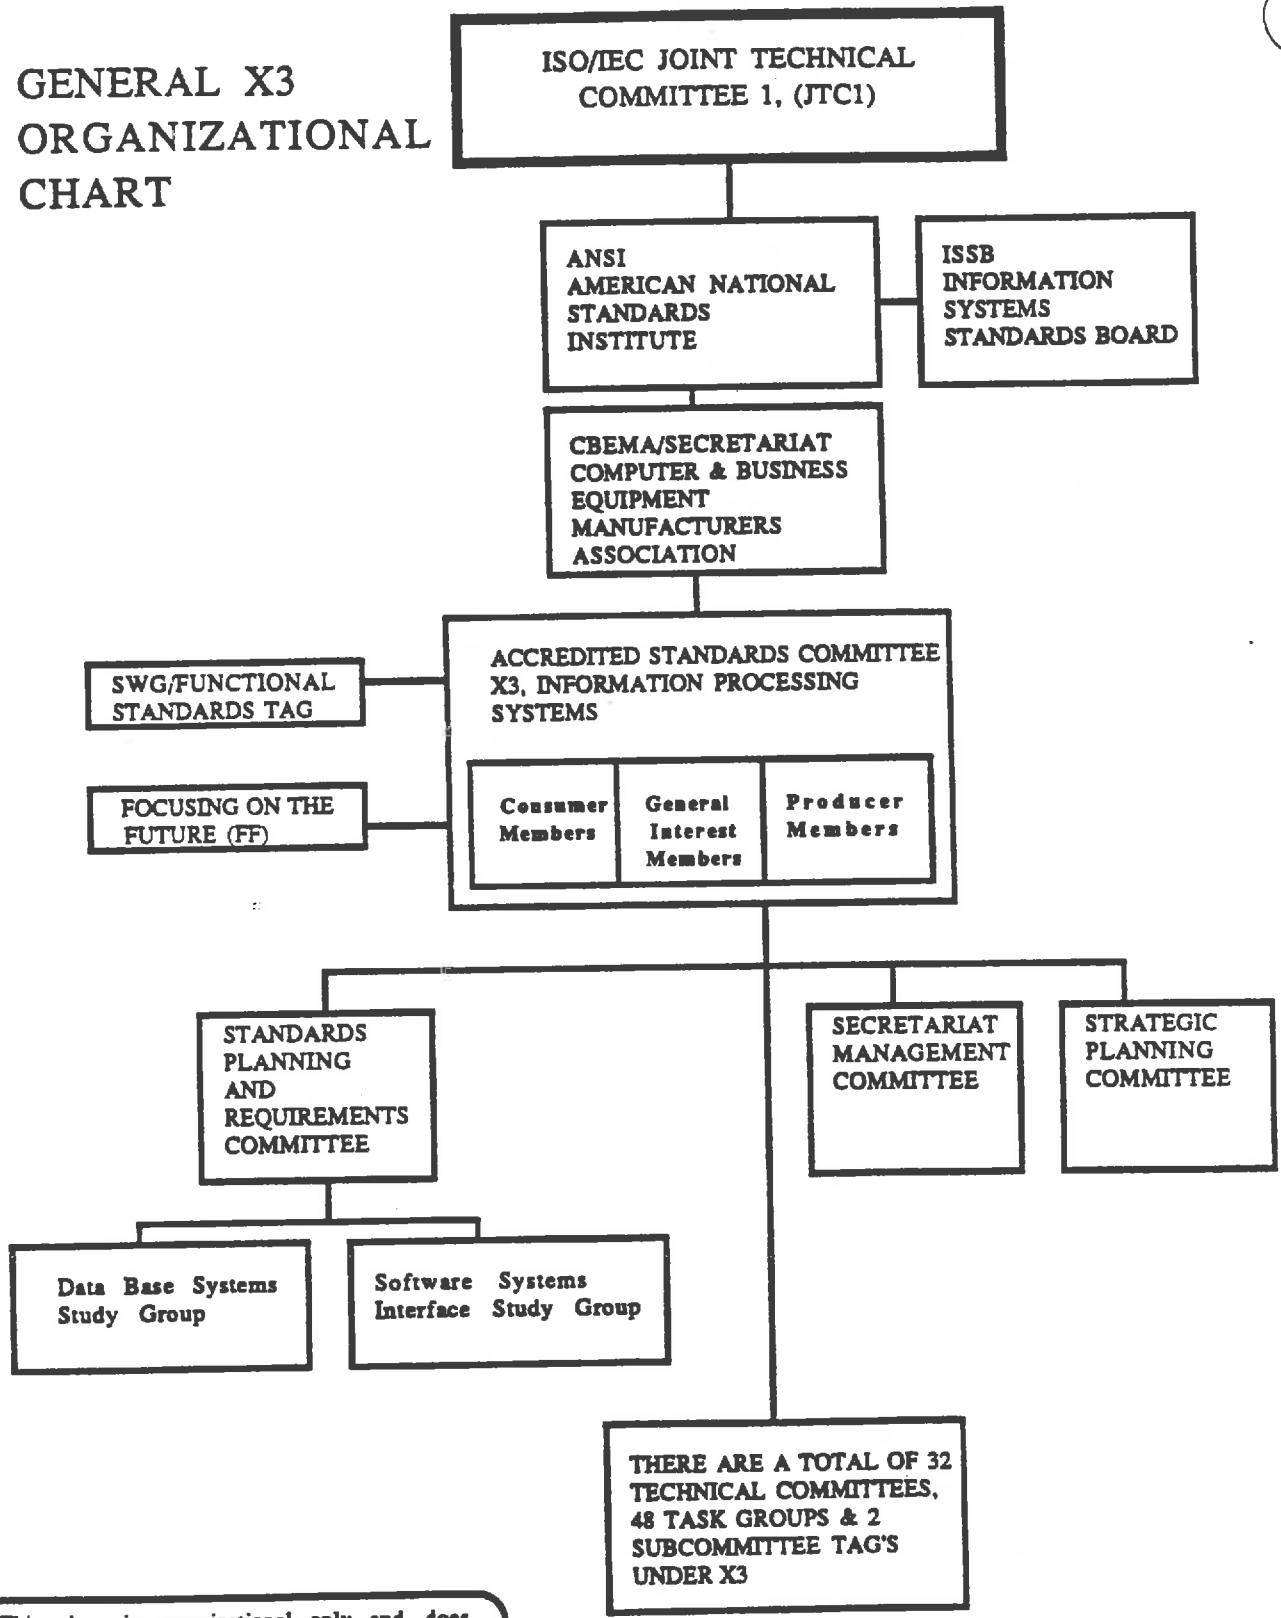 GENERAL X3
ORGANIZATIONAL
CHART
ISO/IEC JOINT TECHNICAL
COMMITTEE 1, (JTC1)
ANSI
AMERICAN NATIONAL
STANDARDS
INSTITUTE
ISSB
INFORMATION
SYSTEMS
STANDARDS BOARD
CBEMA/SECRETARIAT
COMPUTER & BUSINESS
EQUIPMENT
MANUFACTURERS
ASSOCIATION
SWG/FUNCTIONAL
STANDARDS TAG
FOCUSING ON THE
FUTURE (FF)
ACCREDITED STANDARDS COMMITTEE
X3, INFORMATION PROCESSING
SYSTEMS
Consumer
Members
General
Interest
Members
Producer
Members
STANDARDS
PLANNING
AND
REQUIREMENTS
COMMITTEE
SECRETARIAT
MANAGEMENT
COMMITTEE
STRATEGIC
PLANNING
COMMITTEE
Data Base Systems
Study Group
Software Systems
Interface Study Group
THERE ARE A TOTAL OF 32
TECHNICAL COMMITTEES,
48 TASK GROUPS & 2
SUBCOMMITTEE TAG'S
UNDER X3
only and does